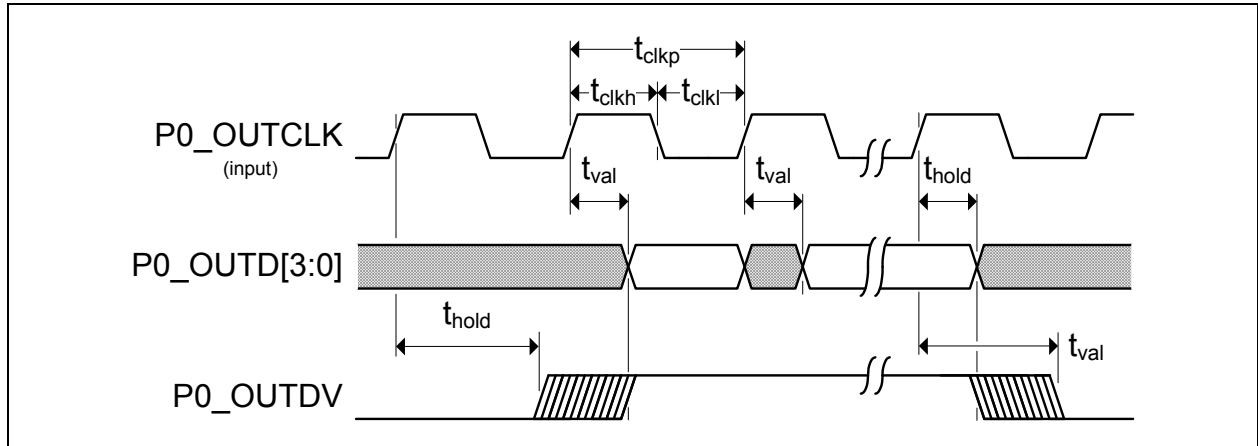 tclkp
tclkh tclkl
P0_OUTCLK
(input)
tval tval thold
P0_OUTD[3:0]
thold
tval
P0_OUTDV